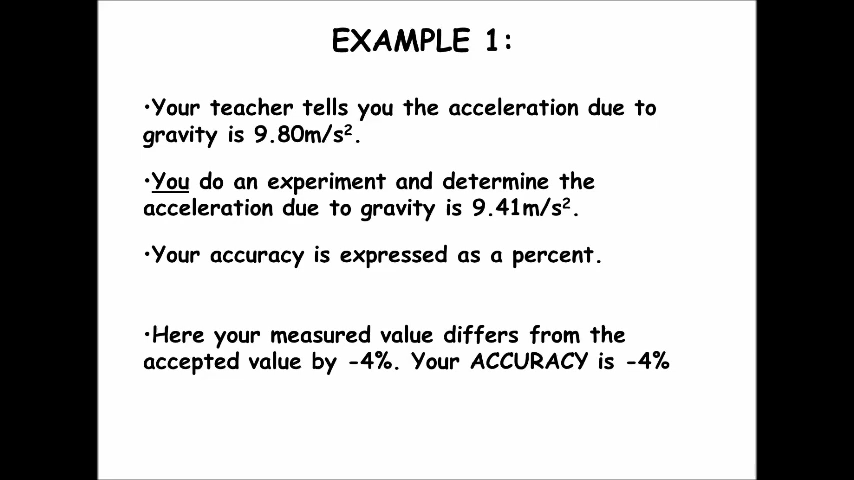 EXAMPLE 1:
•Your teacher tells you the acceleration due to
gravity is 9.80m/s².
•You do an experiment and determine the
acceleration due to gravity is 9.41m/s².
•Your accuracy is expressed as a percent.
•Here your measured value differs from the
accepted value by -4%. Your ACCURACY is -4%